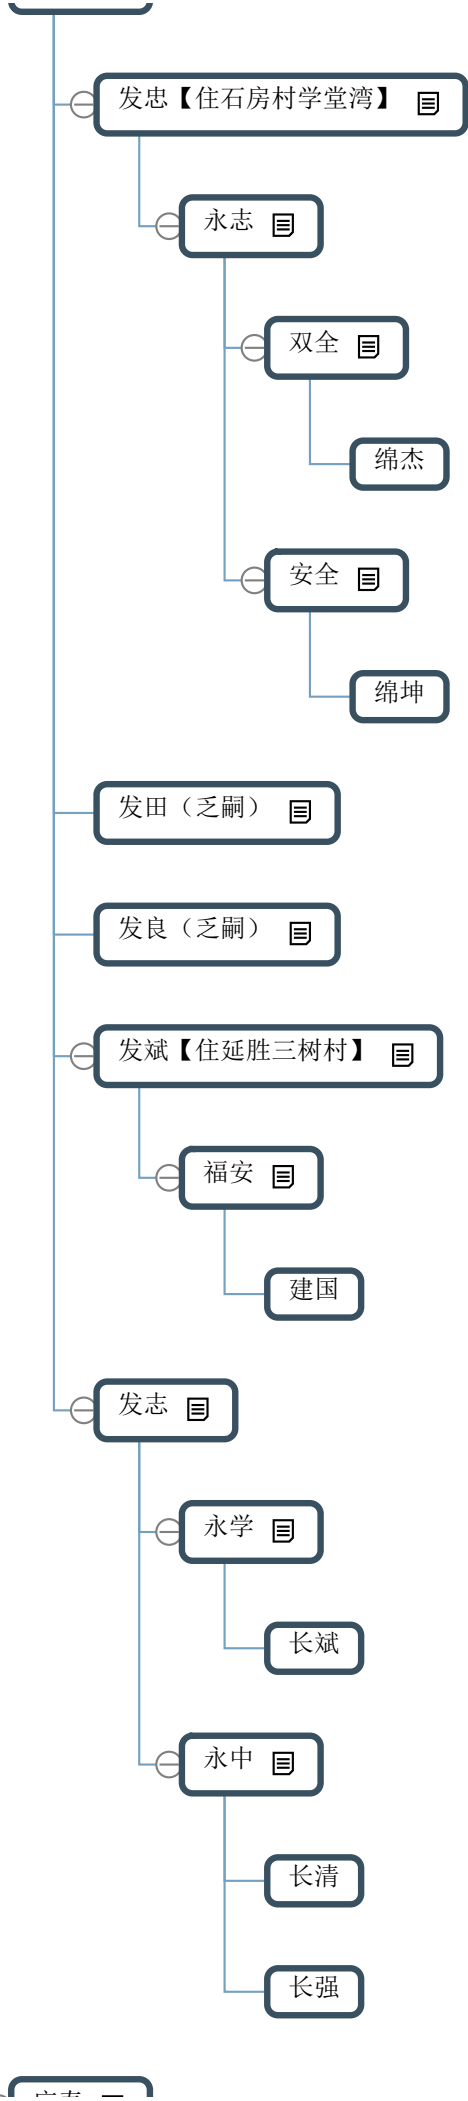 发忠【住石房村学堂湾】
永志
双全
绵杰
安全
绵坤
发田（乏嗣）
发良（乏嗣）
发斌【住延胜三树村】
福安
建国
发志
永学
长斌
永中
长清
长强